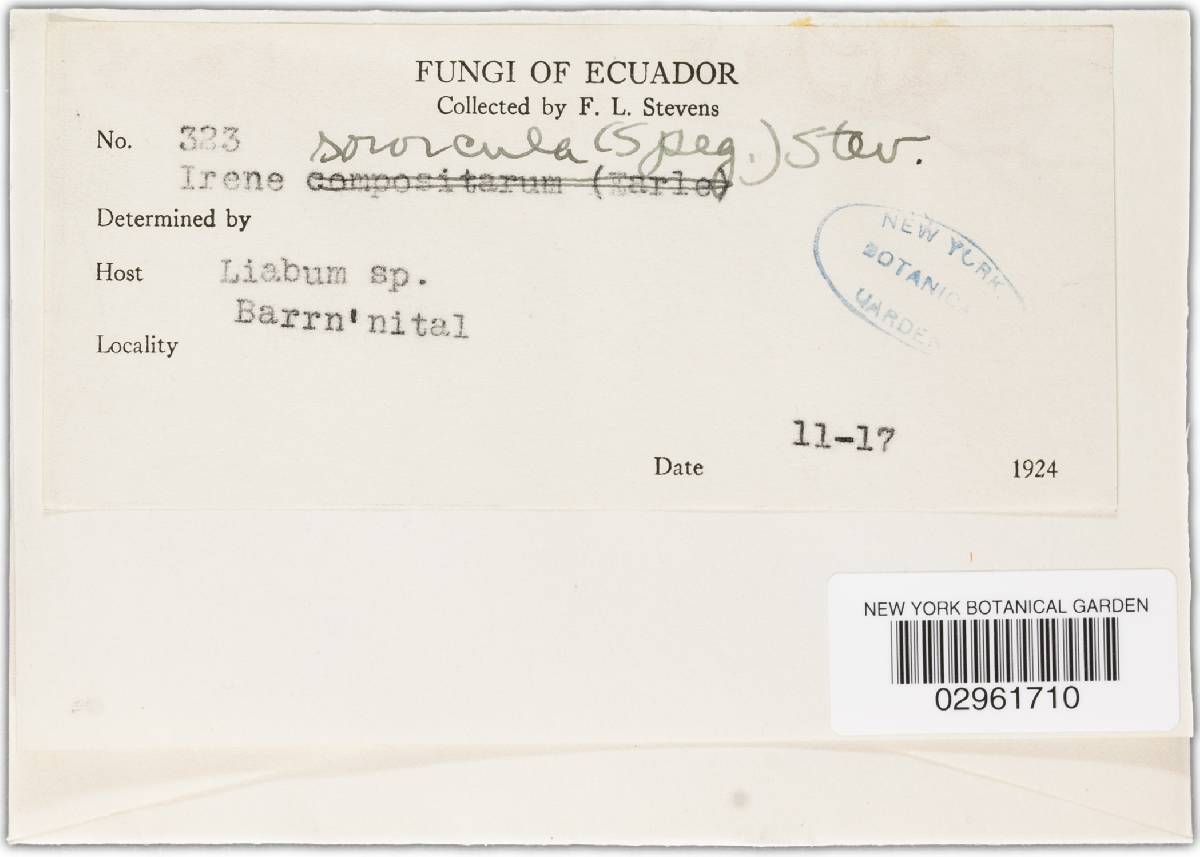 FUNGI OF ECUADOR
Collected by F. L. Stevens
No. 323 sororcula (Speg.) Stev.
Irene compositarum (Earle)
Determined by
Host Liabum sp.
Barrn'nital
Locality
NEW YORK
BOTANICAL
GARDEN
11-17
Date 1924
NEW YORK BOTANICAL GARDEN
02961710